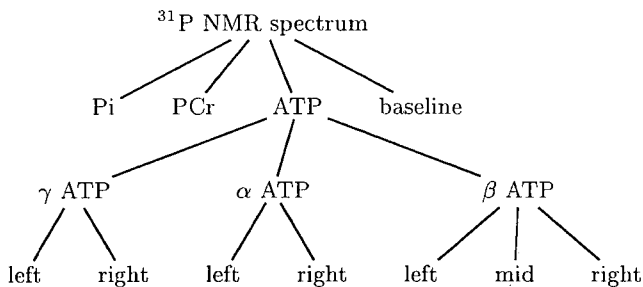 ³¹P NMR spectrum
Pi PCr ATP baseline
γ ATP α ATP β ATP
left right left right left mid right